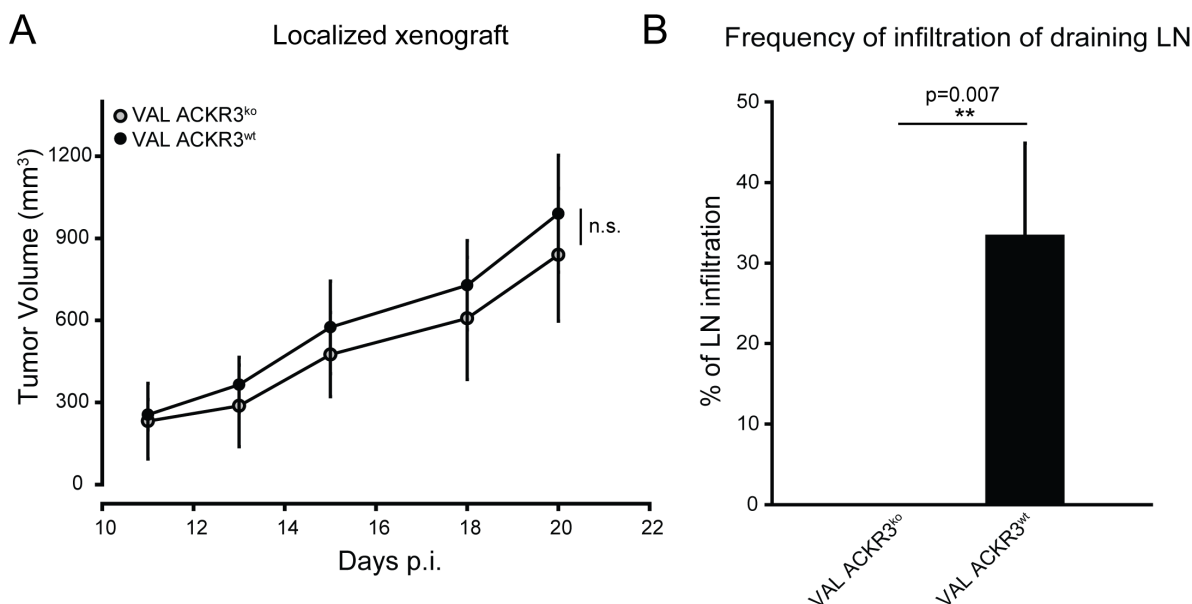 A
Localized xenograft
VAL ACKR3ᵏᵒ
VAL ACKR3ʷᵗ
Tumor Volume (mm³)
1200
900
600
300
0
n.s.
10 12 14 16 18 20 22
Days p.i.
B
Frequency of infiltration of draining LN
p=0.007
**
% of LN infiltration
50
40
30
20
10
0
VAL ACKR3ᵏᵒ
VAL ACKR3ʷᵗ